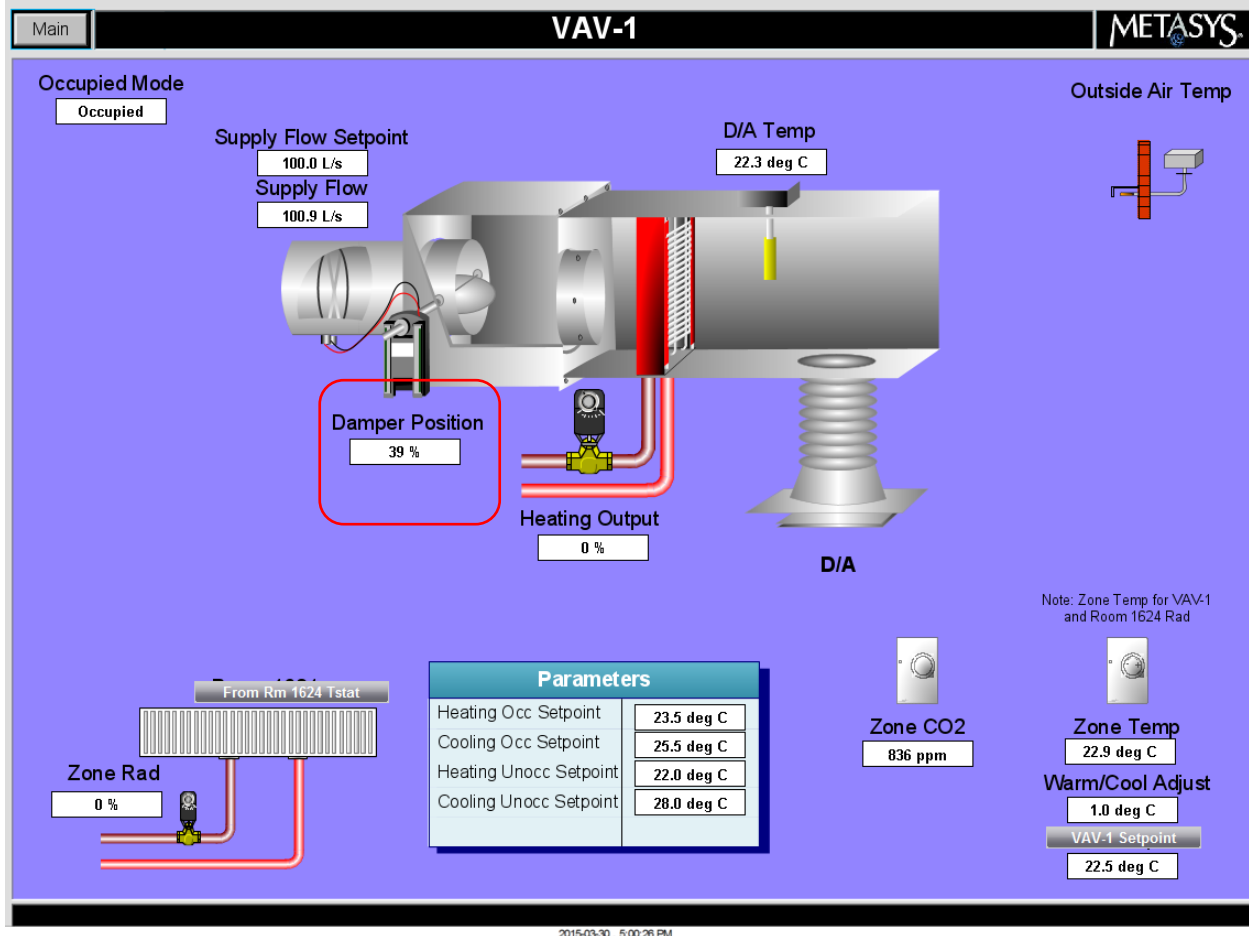 Main
VAV-1
METASYS®
Occupied Mode
Occupied
Outside Air Temp
Supply Flow Setpoint
100.0 L/s
Supply Flow
100.9 L/s
D/A Temp
22.3 deg C
Damper Position
39 %
Heating Output
0 %
D/A
Note: Zone Temp for VAV-1
and Room 1624 Rad
From Rm 1624 Tstat
Zone Rad
0 %
Parameters
Heating Occ Setpoint 23.5 deg C
Cooling Occ Setpoint 25.5 deg C
Heating Unocc Setpoint 22.0 deg C
Cooling Unocc Setpoint 28.0 deg C
Zone CO2
836 ppm
Zone Temp
22.9 deg C
Warm/Cool Adjust
1.0 deg C
VAV-1 Setpoint
22.5 deg C
2015-03-30 5:00:26 PM